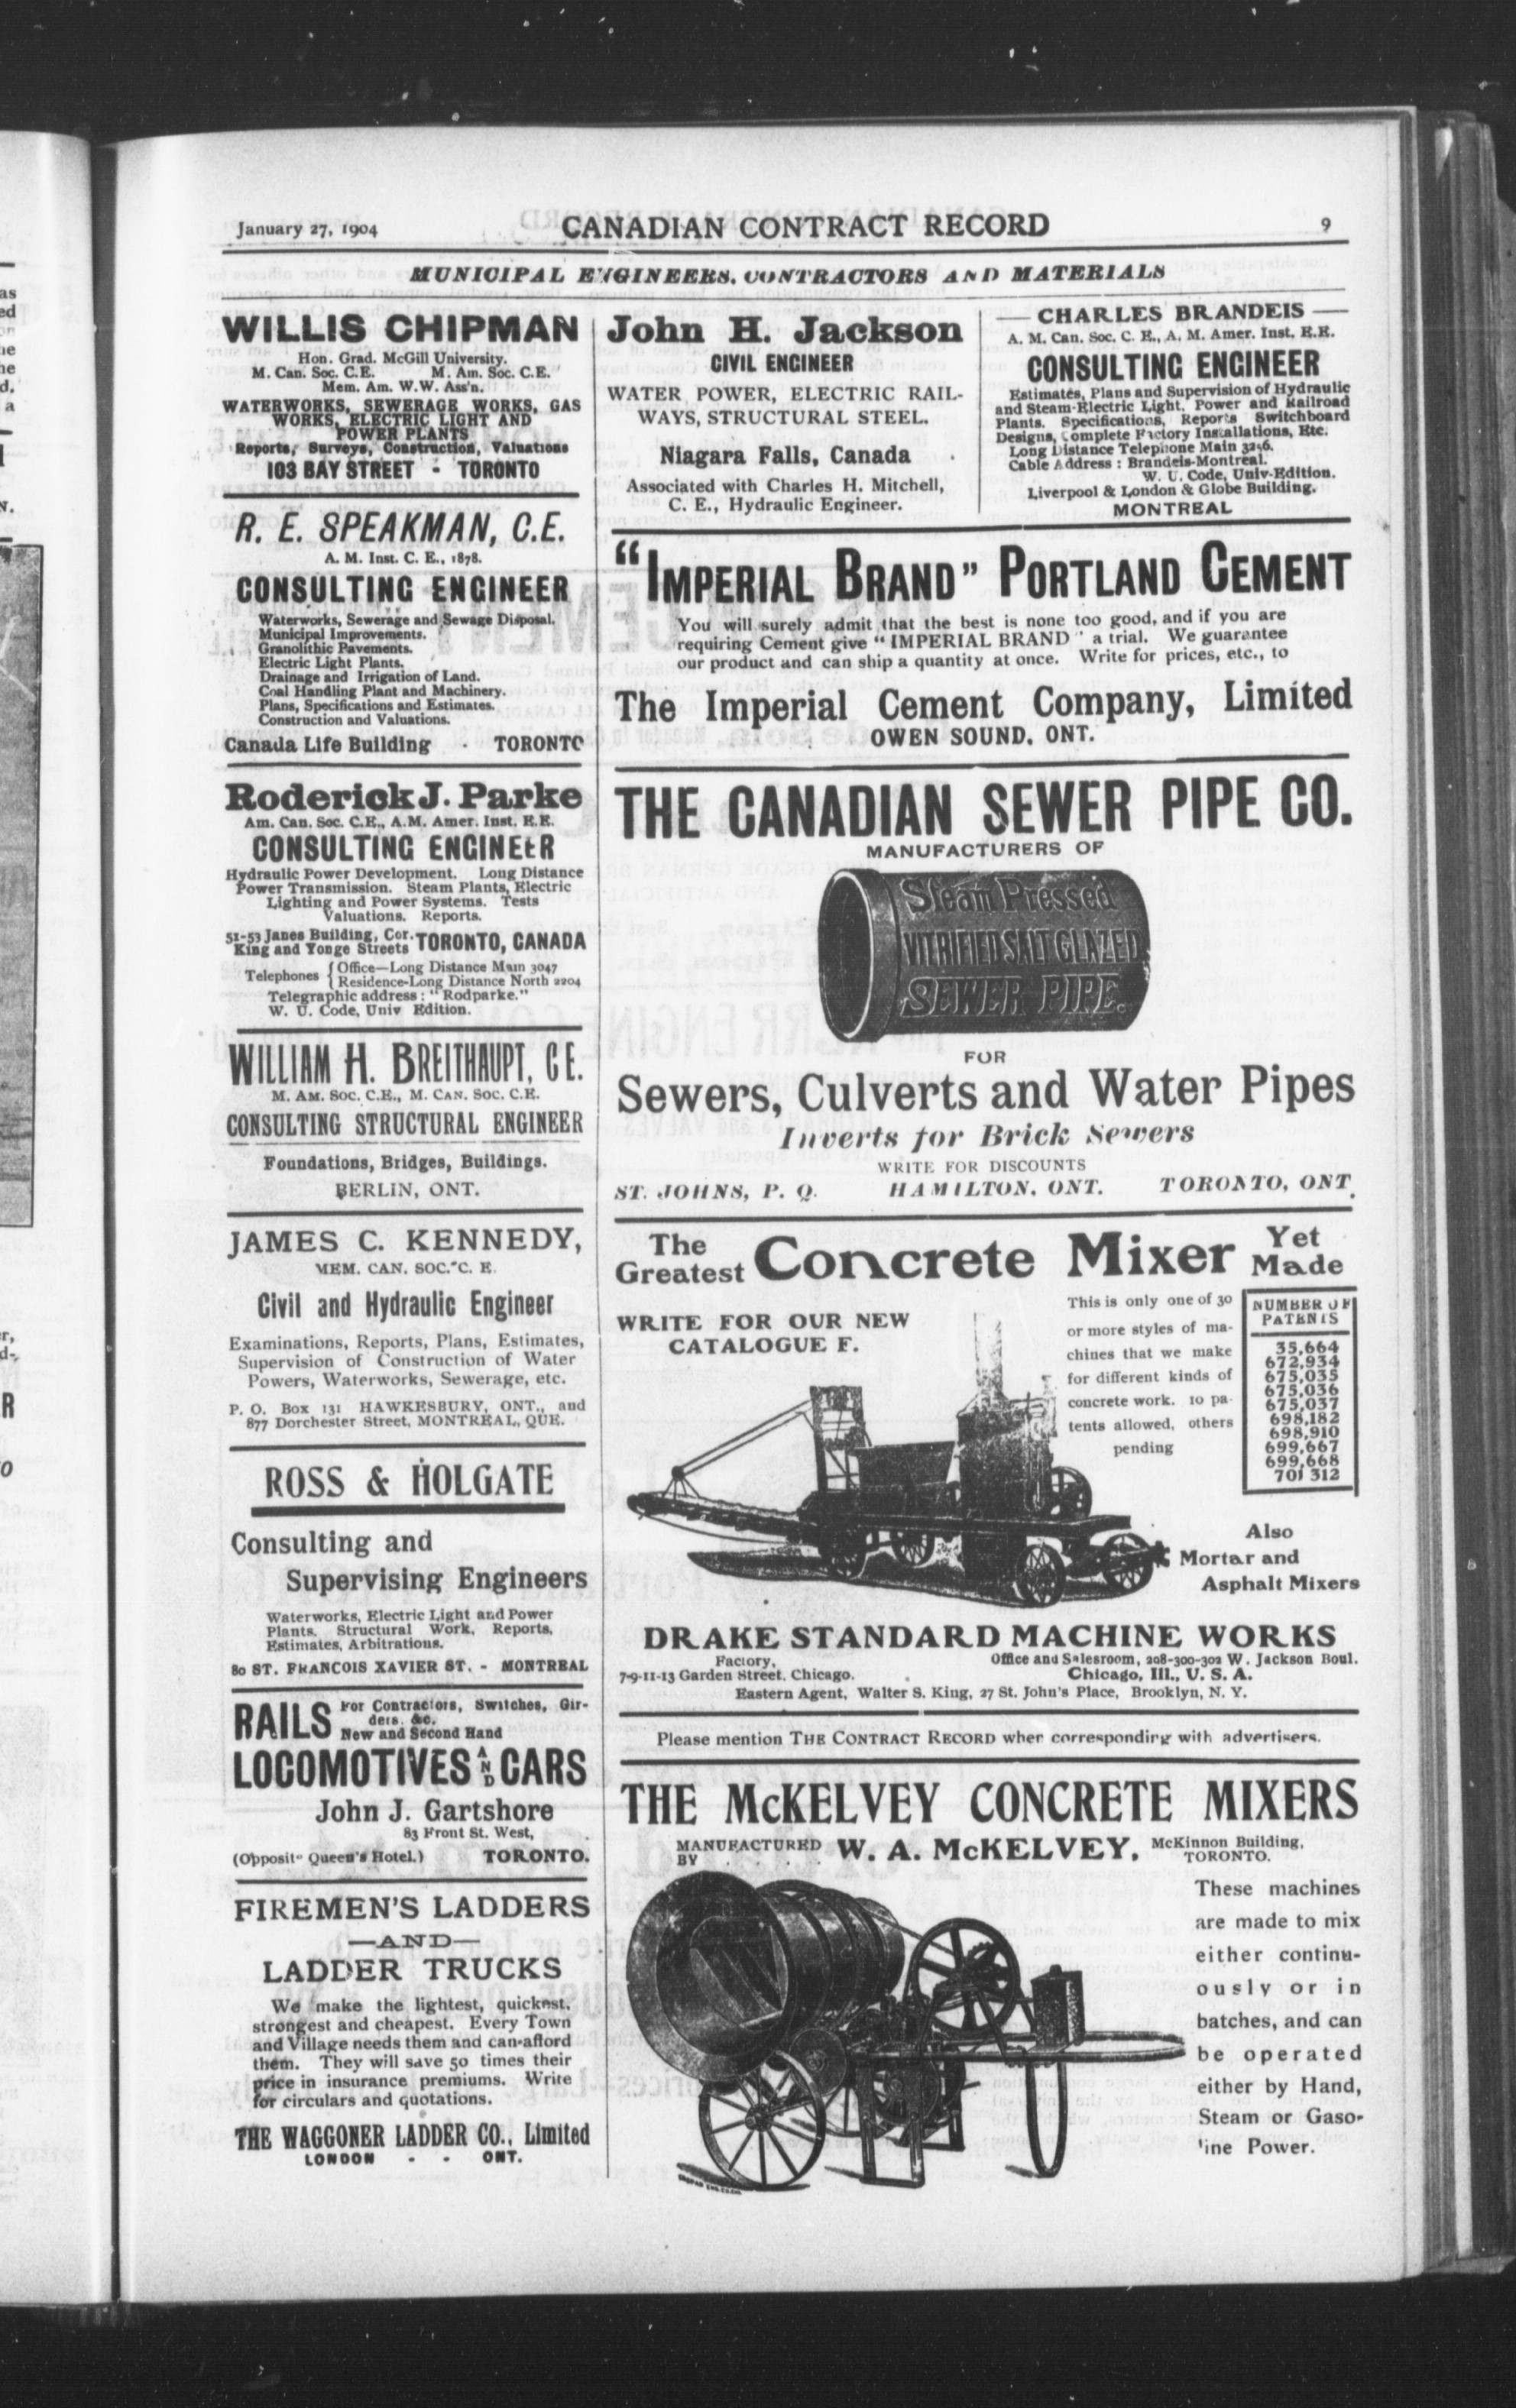 January 27, 1904
CANADIAN CONTRACT RECORD
9
MUNICIPAL ENGINEERS, CONTRACTORS AND MATERIALS
WILLIS CHIPMAN
Hon. Grad. McGill University.
M. Can. Soc. C.E. M. Am. Soc. C.E.
Mem. Am. W.W. Ass'n.
WATERWORKS, SEWERAGE WORKS, GAS
WORKS, ELECTRIC LIGHT AND
POWER PLANTS
Reports, Surveys, Construction, Valuations
103 BAY STREET - TORONTO
R. E. SPEAKMAN, C.E.
A. M. Inst. C. E., 1878.
CONSULTING ENGINEER
Waterworks, Sewerage and Sewage Disposal.
Municipal Improvements.
Granolithic Pavements.
Electric Light Plants.
Drainage and Irrigation of Land.
Coal Handling Plant and Machinery.
Plans, Specifications and Estimates.
Construction and Valuations.
Canada Life Building - TORONTO
Roderick J. Parke
Am. Can. Soc. C.E., A.M. Amer. Inst. E.E.
CONSULTING ENGINEER
Hydraulic Power Development. Long Distance
Power Transmission. Steam Plants, Electric
Lighting and Power Systems. Tests
Valuations. Reports.
51-53 Janes Building, Cor.
King and Yonge Streets TORONTO, CANADA
Telephones { Office—Long Distance Main 3047
Residence-Long Distance North 2204
Telegraphic address: "Rodparke."
W. U. Code, Univ Edition.
WILLIAM H. BREITHAUPT, C E.
M. AM. SOC. C.E., M. CAN. SOC. C.E.
CONSULTING STRUCTURAL ENGINEER
Foundations, Bridges, Buildings.
BERLIN, ONT.
JAMES C. KENNEDY,
MEM. CAN. SOC. C. E.
Civil and Hydraulic Engineer
Examinations, Reports, Plans, Estimates,
Supervision of Construction of Water
Powers, Waterworks, Sewerage, etc.
P. O. Box 131 HAWKESBURY, ONT., and
877 Dorchester Street, MONTREAL, QUE.
ROSS & HOLGATE
Consulting and
Supervising Engineers
Waterworks, Electric Light and Power
Plants. Structural Work, Reports,
Estimates, Arbitrations.
80 ST. FRANCOIS XAVIER ST. - MONTREAL
RAILS For Contractors, Switches, Gir-
ders, &c.
New and Second Hand
LOCOMOTIVES AND CARS
John J. Gartshore
83 Front St. West,
(Opposite Queen's Hotel.) TORONTO.
FIREMEN'S LADDERS
—AND—
LADDER TRUCKS
We make the lightest, quickest,
strongest and cheapest. Every Town
and Village needs them and can afford
them. They will save 50 times their
price in insurance premiums. Write
for circulars and quotations.
THE WAGGONER LADDER CO., Limited
LONDON - - ONT.
John H. Jackson
CIVIL ENGINEER
WATER POWER, ELECTRIC RAIL-
WAYS, STRUCTURAL STEEL.
Niagara Falls, Canada
Associated with Charles H. Mitchell,
C. E., Hydraulic Engineer.
— CHARLES BRANDEIS —
A. M. Can. Soc. C. E., A. M. Amer. Inst. E.E.
CONSULTING ENGINEER
Estimates, Plans and Supervision of Hydraulic
and Steam-Electric Light, Power and Railroad
Plants. Specifications, Reports Switchboard
Designs, Complete Factory Installations, Etc.
Long Distance Telephone Main 3256.
Cable Address : Brandeis-Montreal.
W. U. Code, Univ-Edition.
Liverpool & London & Globe Building.
MONTREAL
"IMPERIAL BRAND" PORTLAND CEMENT
You will surely admit that the best is none too good, and if you are
requiring Cement give "IMPERIAL BRAND" a trial. We guarantee
our product and can ship a quantity at once. Write for prices, etc., to
The Imperial Cement Company, Limited
OWEN SOUND, ONT.
THE CANADIAN SEWER PIPE CO.
MANUFACTURERS OF
Steam Pressed
VITRIFIED SALT GLAZED
SEWER PIPE.
FOR
Sewers, Culverts and Water Pipes
Inverts for Brick Sewers
WRITE FOR DISCOUNTS
ST. JOHNS, P. Q. HAMILTON, ONT. TORONTO, ONT.
The Greatest Concrete Mixer Yet Made
WRITE FOR OUR NEW
CATALOGUE F.
This is only one of 30
or more styles of ma-
chines that we make
for different kinds of
concrete work. 10 pa-
tents allowed, others
pending
NUMBER OF
PATENTS
35,664
672,934
675,035
675,036
675,037
698,182
698,910
699,667
699,668
701 312
Also
Mortar and
Asphalt Mixers
DRAKE STANDARD MACHINE WORKS
Factory,
7-9-11-13 Garden Street, Chicago.
Office and Salesroom, 298-300-302 W. Jackson Boul.
Chicago, Ill., U. S. A.
Eastern Agent, Walter S. King, 27 St. John's Place, Brooklyn, N. Y.
Please mention THE CONTRACT RECORD when corresponding with advertisers.
THE McKELVEY CONCRETE MIXERS
MANUFACTURED
BY . . . . W. A. McKELVEY, McKinnon Building,
TORONTO.
These machines
are made to mix
either continu-
ously or in
batches, and can
be operated
either by Hand,
Steam or Gaso-
line Power.